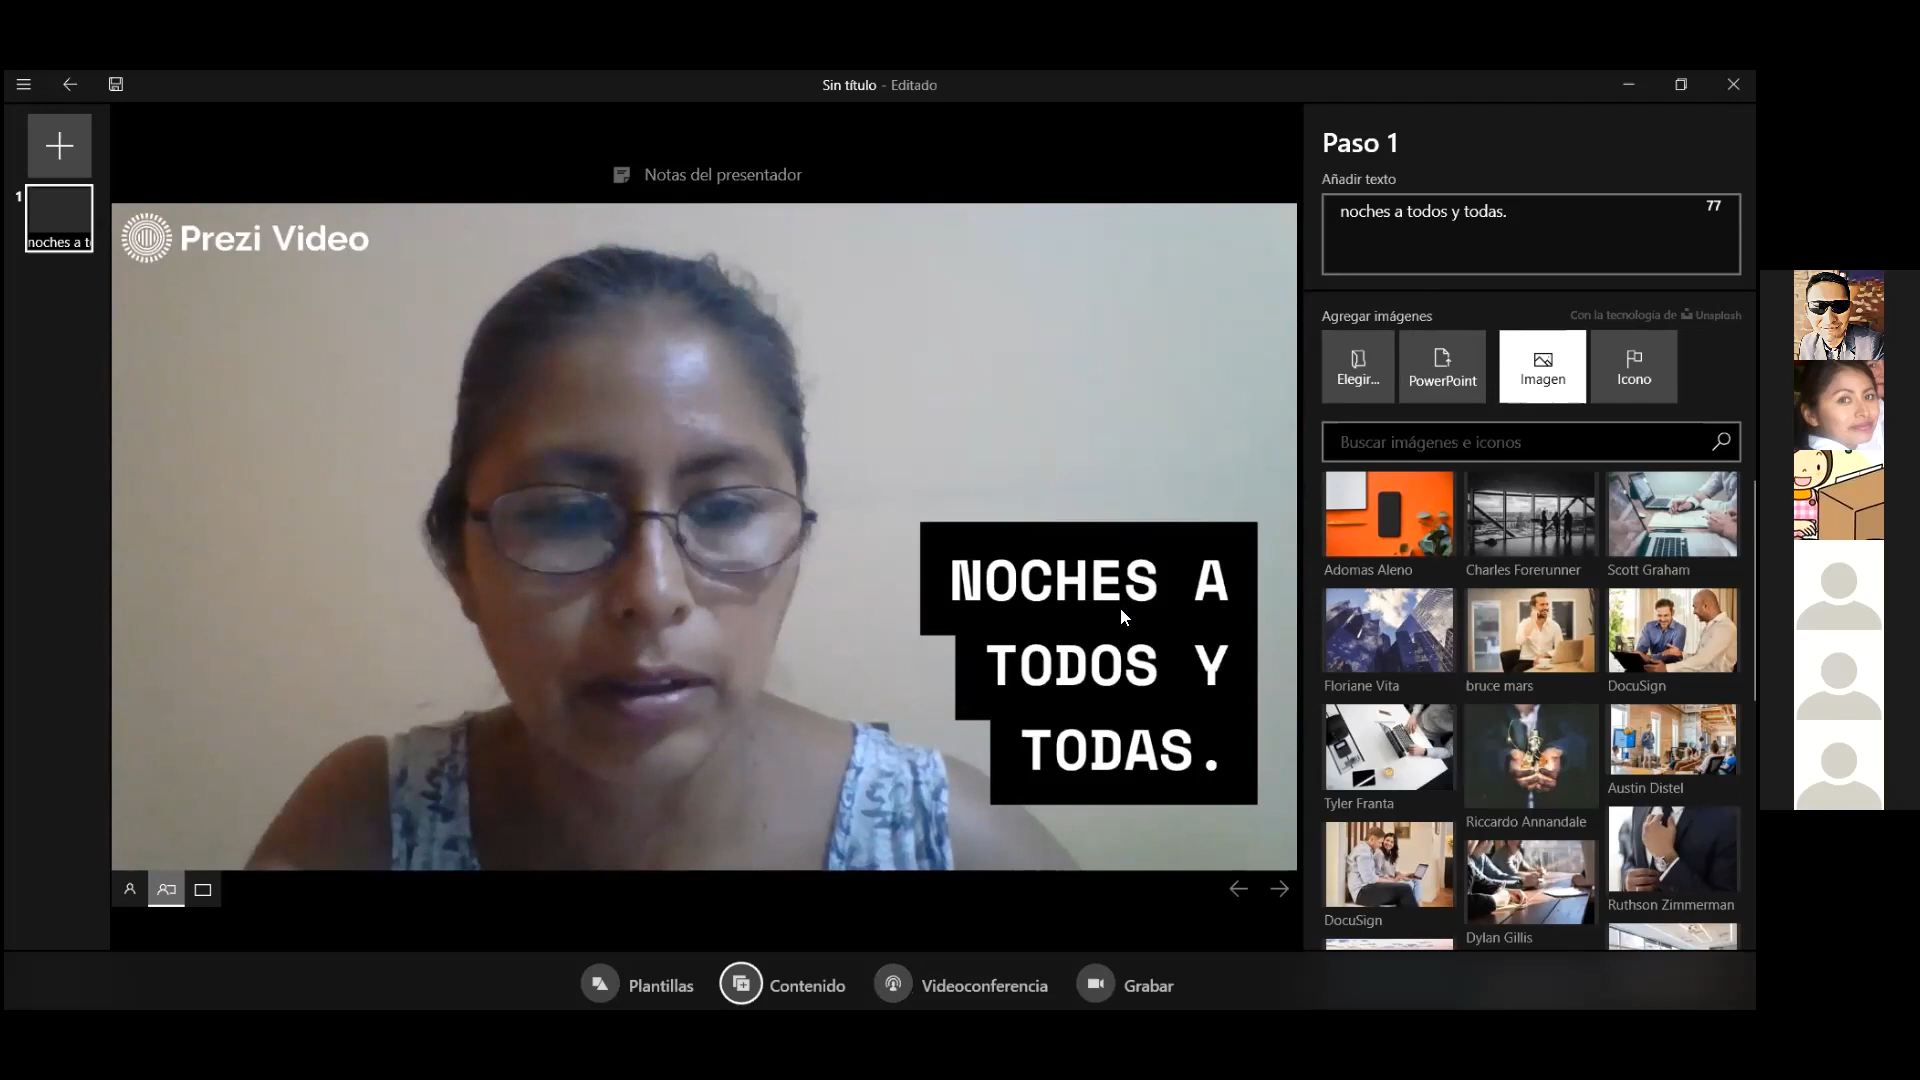 Sin título - Editado
1
noches a t
Notas del presentador
Prezi Video
NOCHES A
TODOS Y
TODAS.
Paso 1
Añadir texto
noches a todos y todas.
77
Agregar imágenes
Con la tecnología de Unsplash
Elegir...
PowerPoint
Imagen
Icono
Buscar imágenes e iconos
Adomas Aleno
Charles Forerunner
Scott Graham
Floriane Vita
bruce mars
DocuSign
Tyler Franta
Riccardo Annandale
Austin Distel
DocuSign
Dylan Gillis
Ruthson Zimmerman
Plantillas
Contenido
Videoconferencia
Grabar